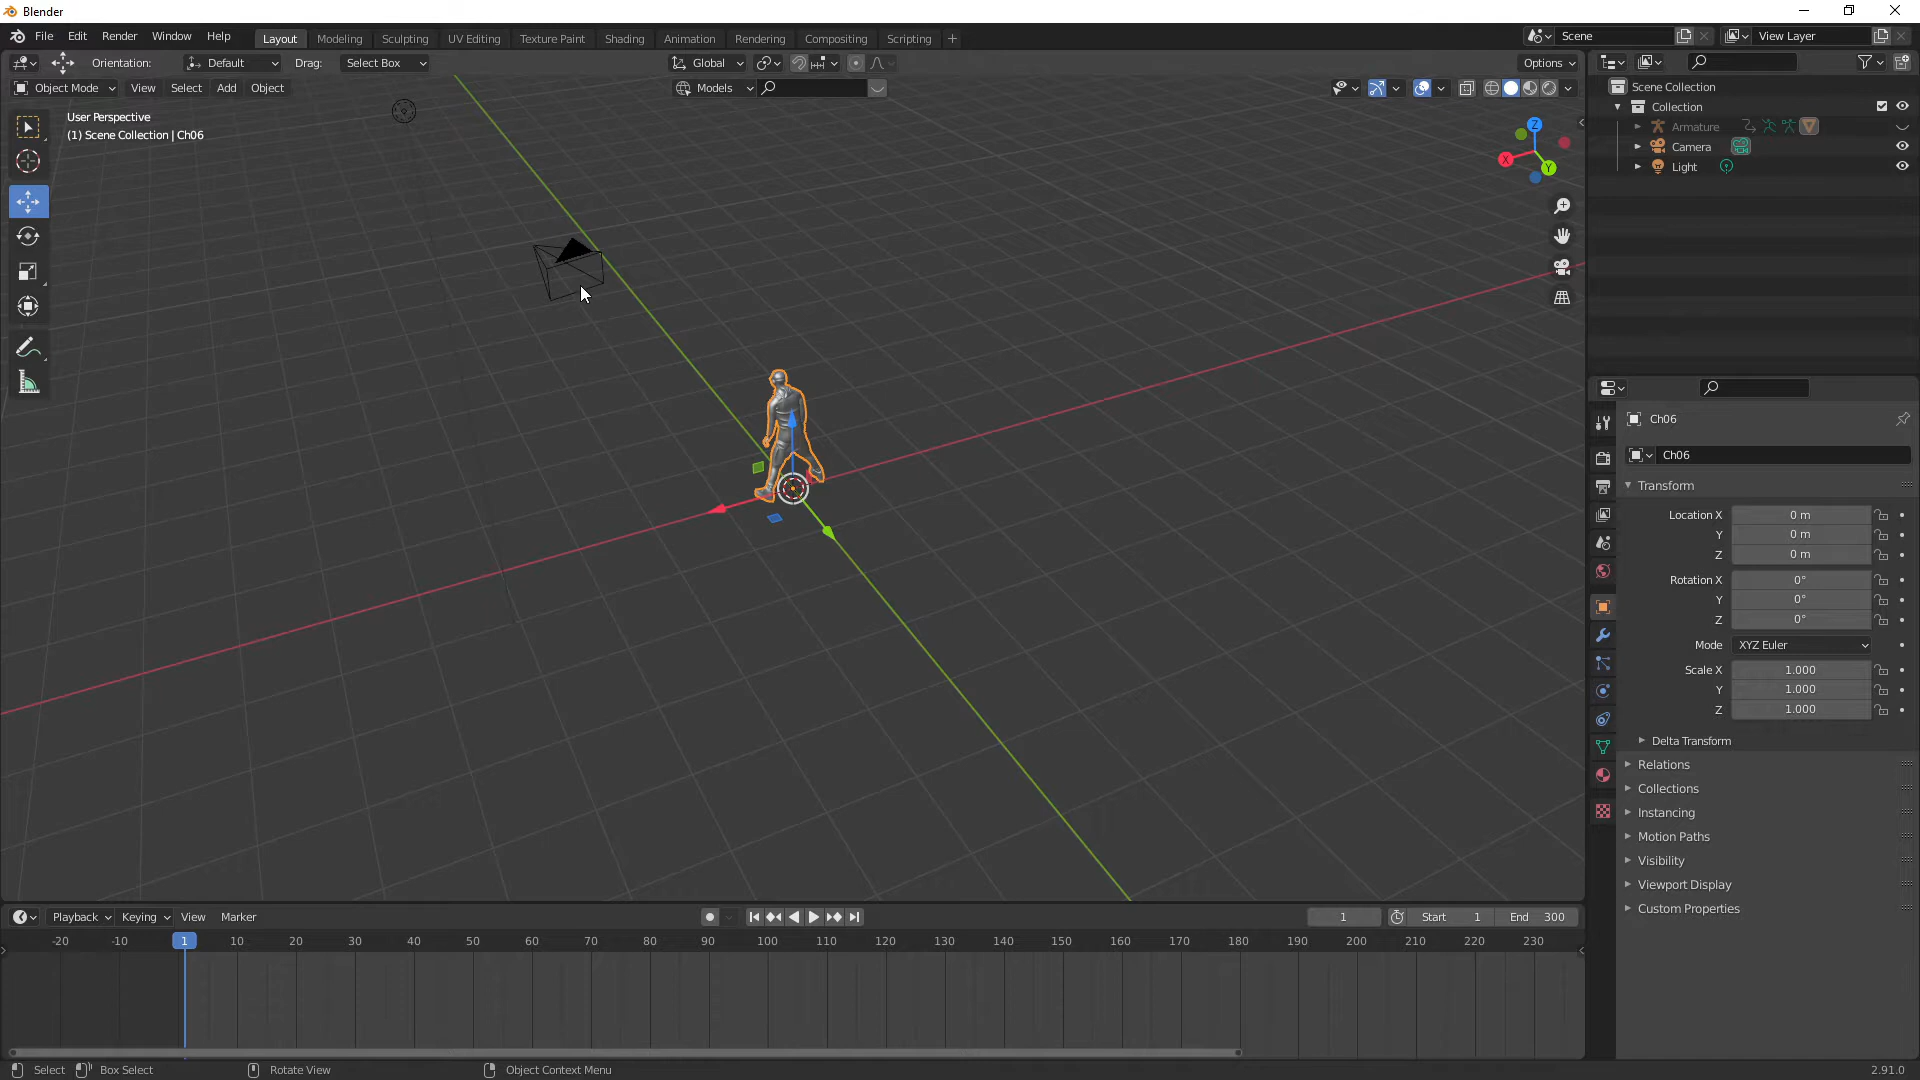 Blender
File Edit Render Window Help
Layout Modeling Sculpting UV Editing Texture Paint Shading Animation Rendering Compositing Scripting +
Scene
View Layer
Orientation: Default Drag: Select Box
Global
Options
Object Mode View Select Add Object
Models
User Perspective
(1) Scene Collection | Ch06
Z
X
Y
Scene Collection
Collection
Armature
Camera
Light
Ch06
Ch06
Transform
Location X 0 m
Y 0 m
Z 0 m
Rotation X 0°
Y 0°
Z 0°
Mode XYZ Euler
Scale X 1.000
Y 1.000
Z 1.000
Delta Transform
Relations
Collections
Instancing
Motion Paths
Visibility
Viewport Display
Custom Properties
Playback Keying View Marker
1 Start 1 End 300
-20 -10 1 10 20 30 40 50 60 70 80 90 100 110 120 130 140 150 160 170 180 190 200 210 220 230
Select Box Select Rotate View Object Context Menu 2.91.0